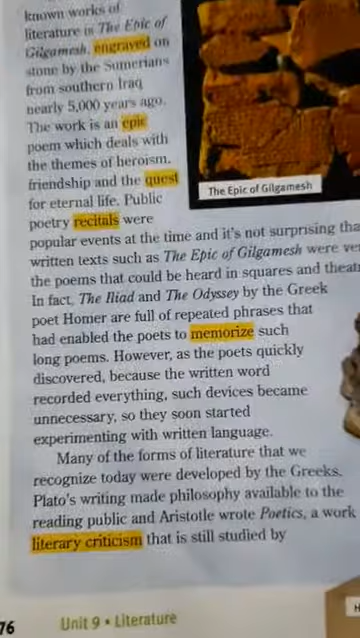 known works of
literature is The Epic of
Gilgamesh, engraved on
stone by the Sumerians
from southern Iraq
nearly 5,000 years ago.
The work is an epic
poem which deals with
the themes of heroism,
friendship and the quest
for eternal life. Public
poetry recitals were
popular events at the time and it's not surprising tha
written texts such as The Epic of Gilgamesh were ver
the poems that could be heard in squares and theat
In fact, The Iliad and The Odyssey by the Greek
poet Homer are full of repeated phrases that
had enabled the poets to memorize such
long poems. However, as the poets quickly
discovered, because the written word
recorded everything, such devices became
unnecessary, so they soon started
experimenting with written language.
Many of the forms of literature that we
recognize today were developed by the Greeks.
Plato's writing made philosophy available to the
reading public and Aristotle wrote Poetics, a work
literary criticism that is still studied by
The Epic of Gilgamesh
76 Unit 9 • Literature
H